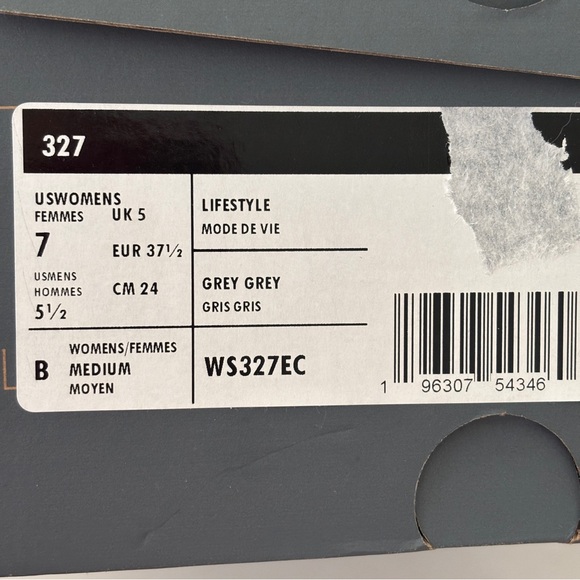 327
USWOMENS
FEMMES
UK 5
7
EUR 37½
USMENS
HOMMES
CM 24
5½
LIFESTYLE
MODE DE VIE
GREY GREY
GRIS GRIS
B
WOMENS/FEMMES
MEDIUM
MOYEN
WS327EC
1 96307 54346